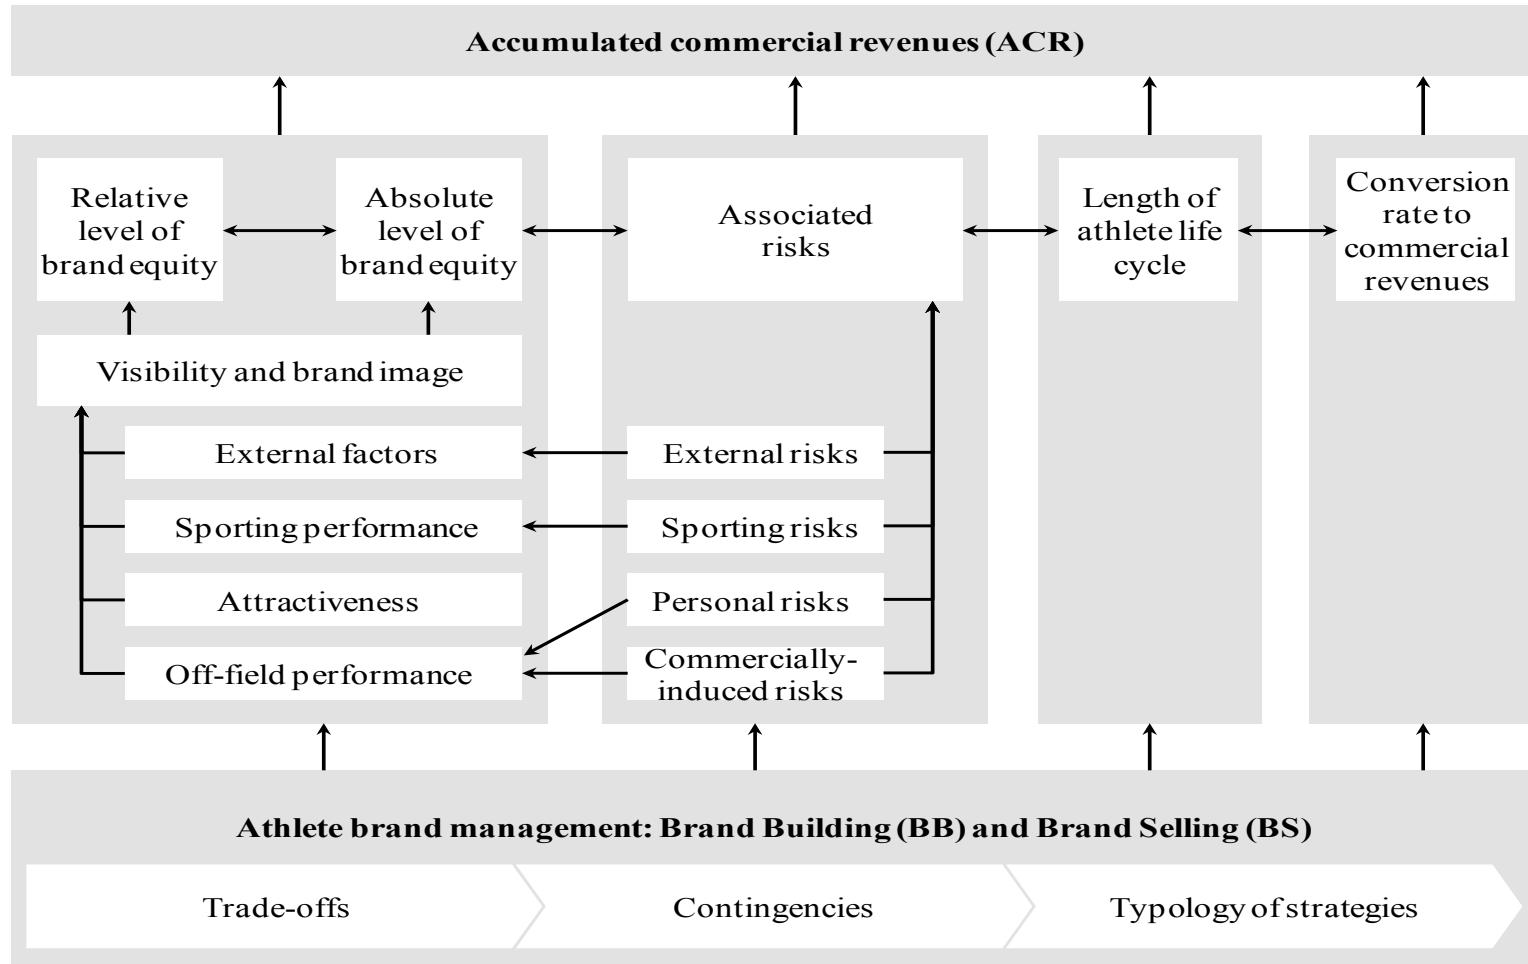 Accumulated commercial revenues (ACR)
Relative
level of
brand equity
Absolute
level of
brand equity
Associated
risks
Length of
athlete life
cycle
Conversion
rate to
commercial
revenues
Visibility and brand image
External factors
External risks
Sporting performance
Sporting risks
Attractiveness
Personal risks
Off-field performance
Commercially-
induced risks
Athlete brand management: Brand Building (BB) and Brand Selling (BS)
Trade-offs
Contingencies
Typology of strategies